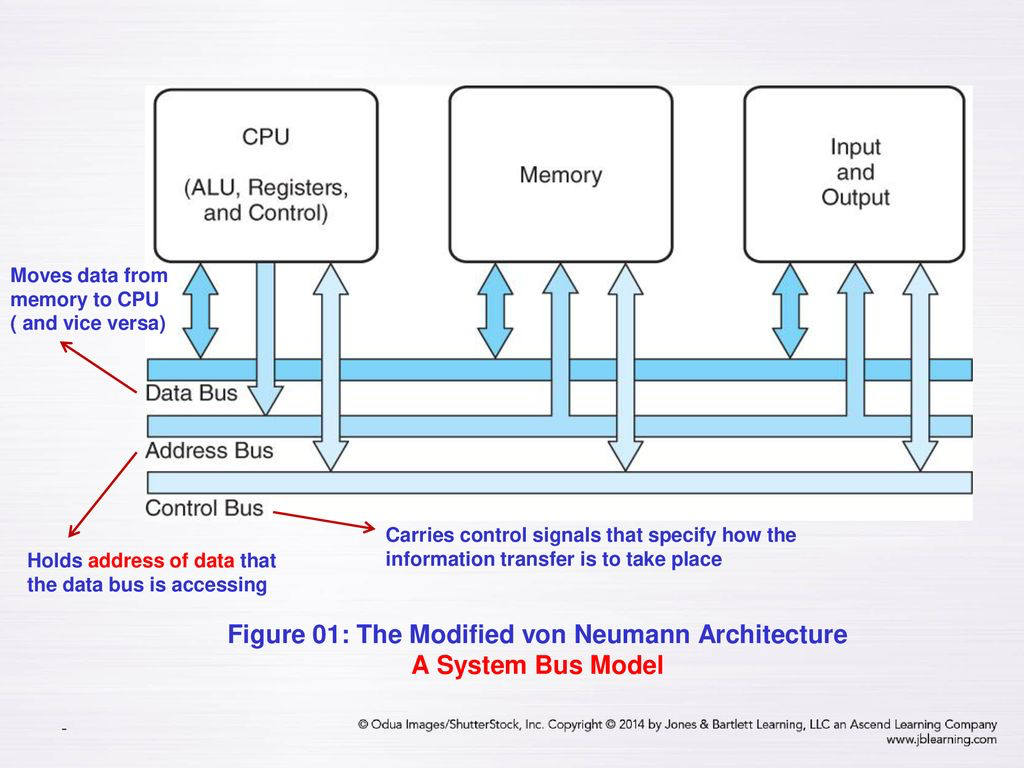 CPU
(ALU, Registers,
and Control)
Memory
Input
and
Output
Moves data from
memory to CPU
( and vice versa)
Data Bus
Address Bus
Control Bus
Carries control signals that specify how the
information transfer is to take place
Holds address of data that
the data bus is accessing
Figure 01: The Modified von Neumann Architecture
A System Bus Model
-
© Odua Images/ShutterStock, Inc. Copyright © 2014 by Jones & Bartlett Learning, LLC an Ascend Learning Company
www.jblearning.com